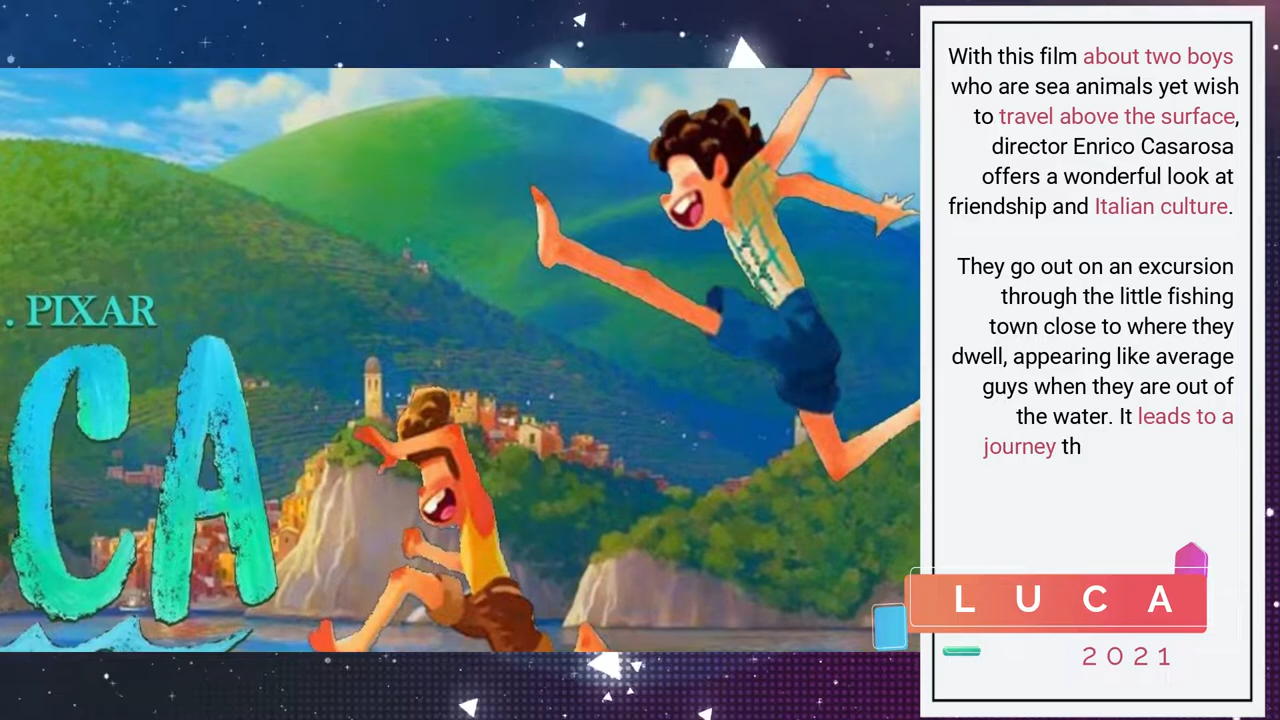 . PIXAR
CA
With this film about two boys
who are sea animals yet wish
to travel above the surface,
director Enrico Casarosa
offers a wonderful look at
friendship and Italian culture.
They go out on an excursion
through the little fishing
town close to where they
dwell, appearing like average
guys when they are out of
the water. It leads to a
journey th
LUCA
2021